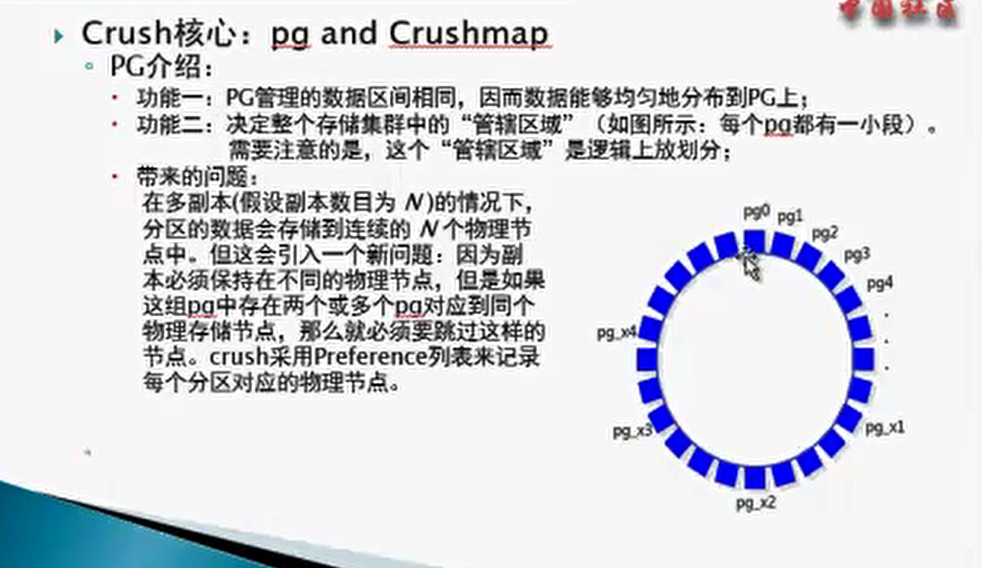 中国社区
Crush核心：pg and Crushmap
PG介绍：
功能一：PG管理的数据区间相同，因而数据能够均匀地分布到PG上；
功能二：决定整个存储集群中的“管辖区域”（如图所示：每个pg都有一小段）。
需要注意的是，这个“管辖区域”是逻辑上放划分；
带来的问题：
在多副本(假设副本数目为 N )的情况下，
分区的数据会存储到连续的 N 个物理节
点中。但这会引入一个新问题：因为副
本必须保持在不同的物理节点，但是如果
这组pg中存在两个或多个pg对应到同个
物理存储节点，那么就必须要跳过这样的
节点。crush采用Preference列表来记录
每个分区对应的物理节点。
pg0
pg1
pg2
pg3
pg4
.
.
.
pg_x1
pg_x2
pg_x3
pg_x4